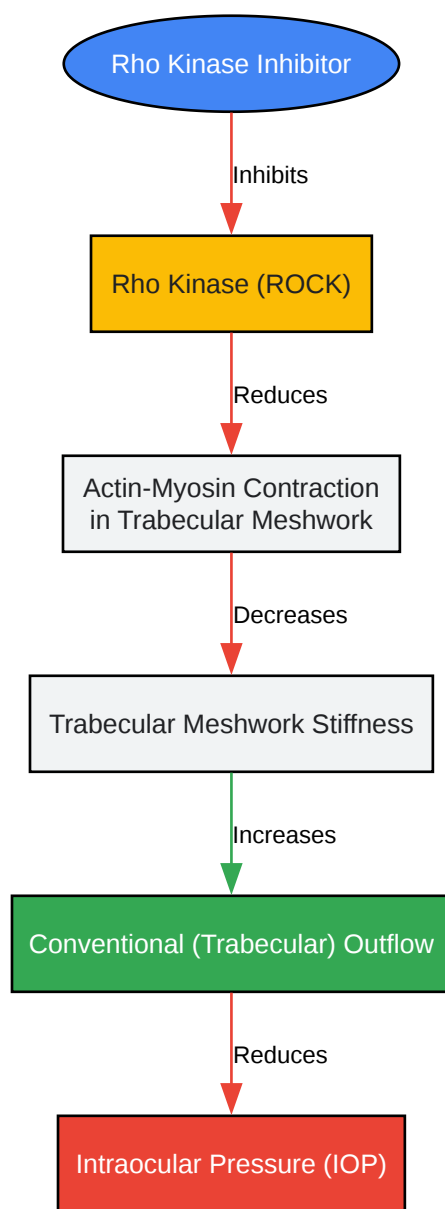 Rho Kinase Inhibitor
Inhibits
Rho Kinase (ROCK)
Reduces
Actin-Myosin Contraction
in Trabecular Meshwork
Decreases
Trabecular Meshwork Stiffness
Increases
Conventional (Trabecular) Outflow
Reduces
Intraocular Pressure (IOP)